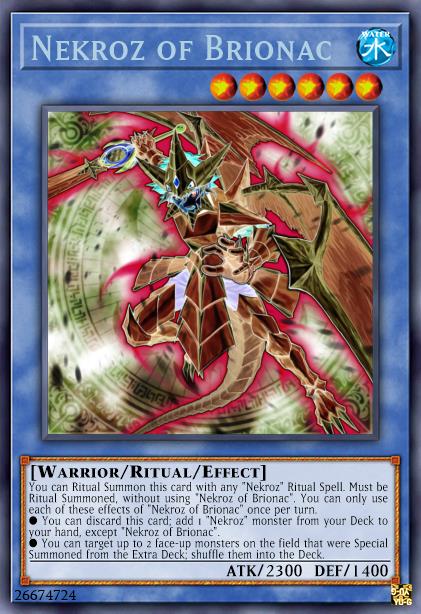 Nekroz of Brionac
WATER
水
[Warrior/Ritual/Effect]
You can Ritual Summon this card with any "Nekroz" Ritual Spell. Must be
Ritual Summoned, without using "Nekroz of Brionac". You can only use
each of these effects of "Nekroz of Brionac" once per turn.
● You can discard this card; add 1 "Nekroz" monster from your Deck to
your hand, except "Nekroz of Brionac".
● You can target up to 2 face-up monsters on the field that were Special
Summoned from the Extra Deck; shuffle them into the Deck.
ATK/2300 DEF/1400
26674724